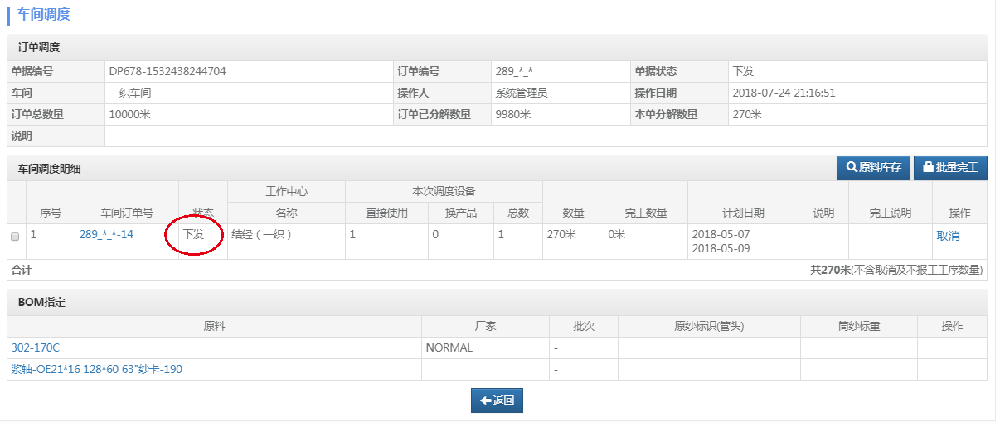 车间调度
订单调度
单据编号 DP678-1532438244704 订单编号 289_*_* 单据状态 下发
车间 一织车间 操作人 系统管理员 操作日期 2018-07-24 21:16:51
订单总数量 10000米 订单已分解数量 9980米 本单分解数量 270米
说明
车间调度明细 原料库存 批量完工
工作中心 本次调度设备
序号 车间订单号 状态 名称 直接使用 换产品 总数 数量 完工数量 计划日期 说明 完工说明 操作
1 289_*_*-14 下发 结经（一织） 1 0 1 270米 0米 2018-05-07 取消
2018-05-09
合计 共270米(不含取消及不报工工序数量)
BOM指定
原料 厂家 批次 原纱标识(管头) 筒纱标重 操作
302-170C NORMAL -
浆轴-OE21*16 128*60 63"纱卡-190 -
返回